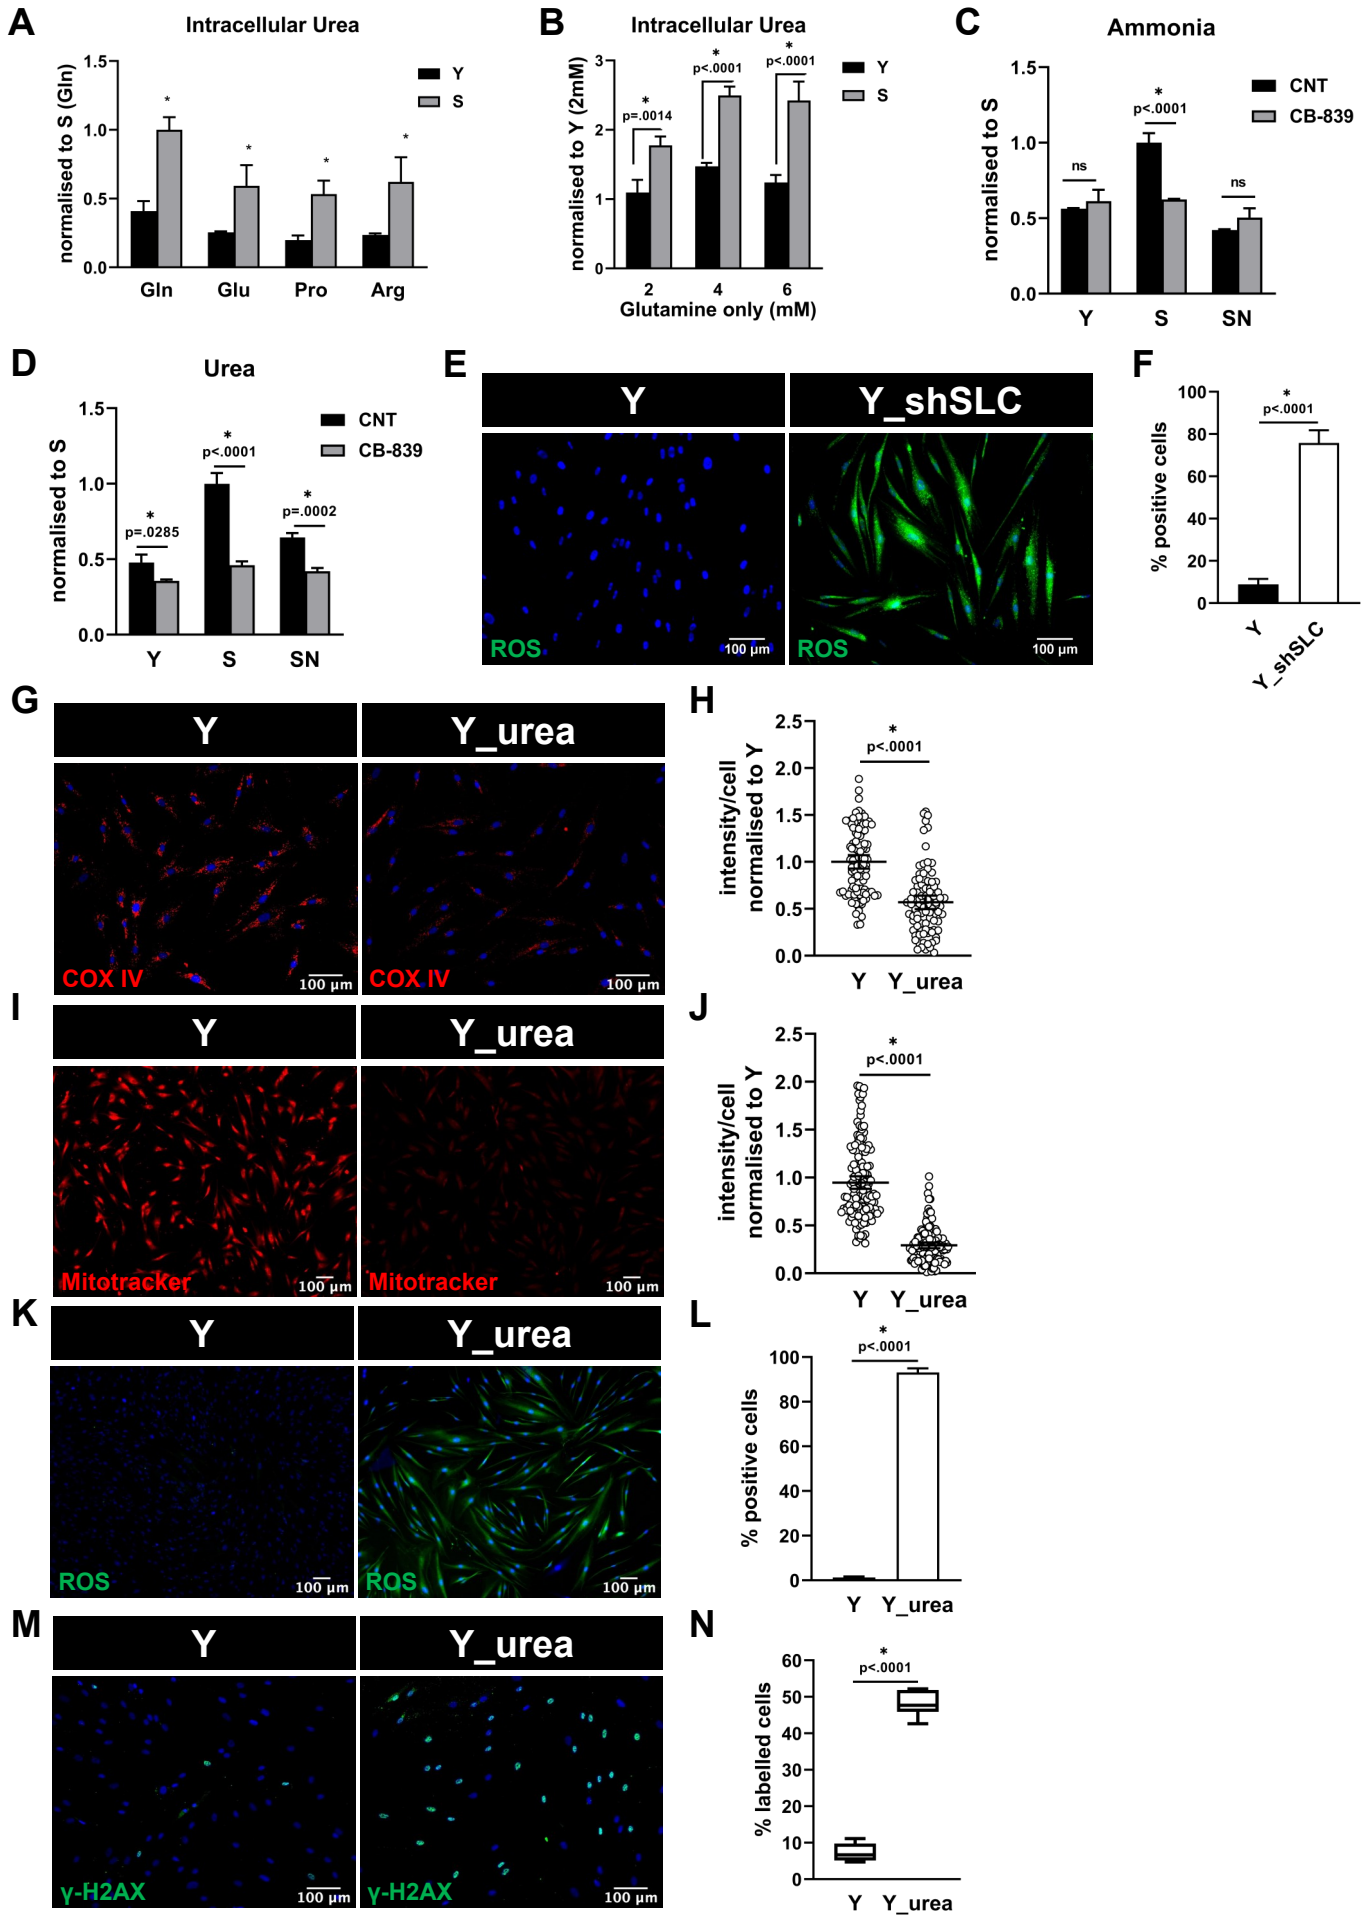 A
Intracellular Urea
normalised to S (Gln)
1.5
1.0
0.5
0.0
Y
S
*
*
*
*
Gln
Glu
Pro
Arg
B
Intracellular Urea
normalised to Y (2mM)
3
2
1
0
Y
S
*
p=.0014
*
p<.0001
*
p<.0001
2
4
6
Glutamine only (mM)
C
Ammonia
normalised to S
1.5
1.0
0.5
0.0
CNT
CB-839
ns
*
p<.0001
ns
Y
S
SN
D
Urea
normalised to S
1.5
1.0
0.5
0.0
CNT
CB-839
*
p=.0285
*
p<.0001
*
p=.0002
Y
S
SN
E
Y
Y_shSLC
ROS
100 µm
ROS
100 µm
F
% positive cells
100
80
60
40
20
0
*
p<.0001
Y
Y_shSLC
G
Y
Y_urea
COX IV
100 µm
COX IV
100 µm
H
intensity/cell
normalised to Y
2.5
2.0
1.5
1.0
0.5
0.0
*
p<.0001
Y
Y_urea
I
Y
Y_urea
Mitotracker
100 µm
Mitotracker
100 µm
J
intensity/cell
normalised to Y
2.5
2.0
1.5
1.0
0.5
0.0
*
p<.0001
Y
Y_urea
K
Y
Y_urea
ROS
100 µm
ROS
100 µm
L
% positive cells
100
80
60
40
20
0
*
p<.0001
Y
Y_urea
M
Y
Y_urea
γ-H2AX
100 µm
γ-H2AX
100 µm
N
% labelled cells
60
50
40
30
20
10
0
*
p<.0001
Y
Y_urea